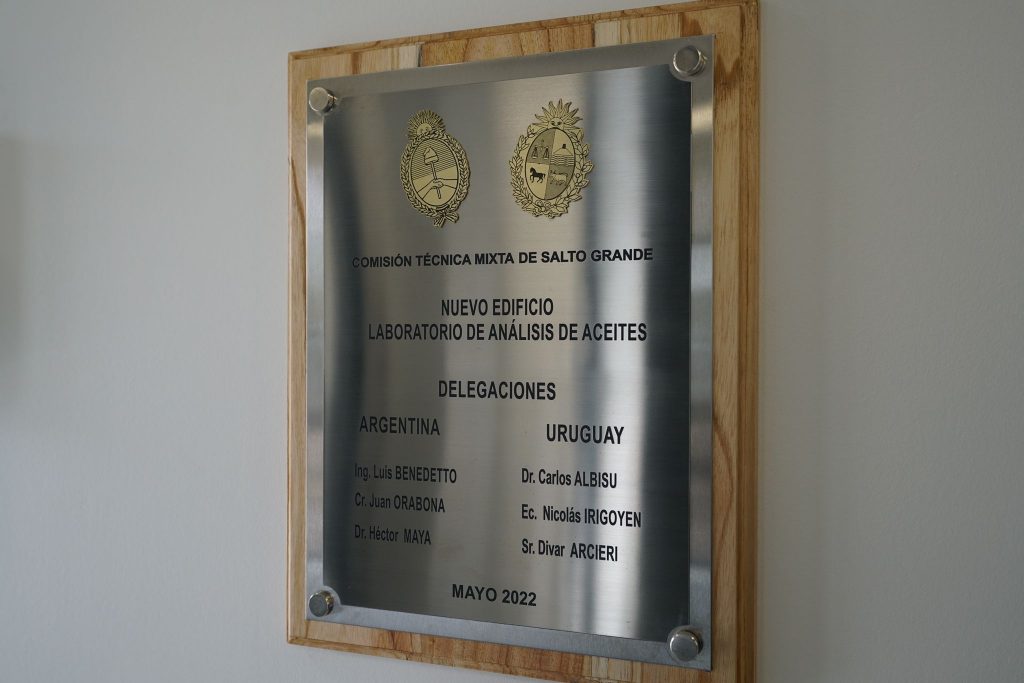 COMISIÓN TÉCNICA MIXTA DE SALTO GRANDE
NUEVO EDIFICIO
LABORATORIO DE ANÁLISIS DE ACEITES
DELEGACIONES
ARGENTINA
Ing. Luis BENEDETTO
Cr. Juan ORABONA
Dr. Héctor MAYA
URUGUAY
Dr. Carlos ALBISU
Ec. Nicolás IRIGOYEN
Sr. Divar ARCIERI
MAYO 2022